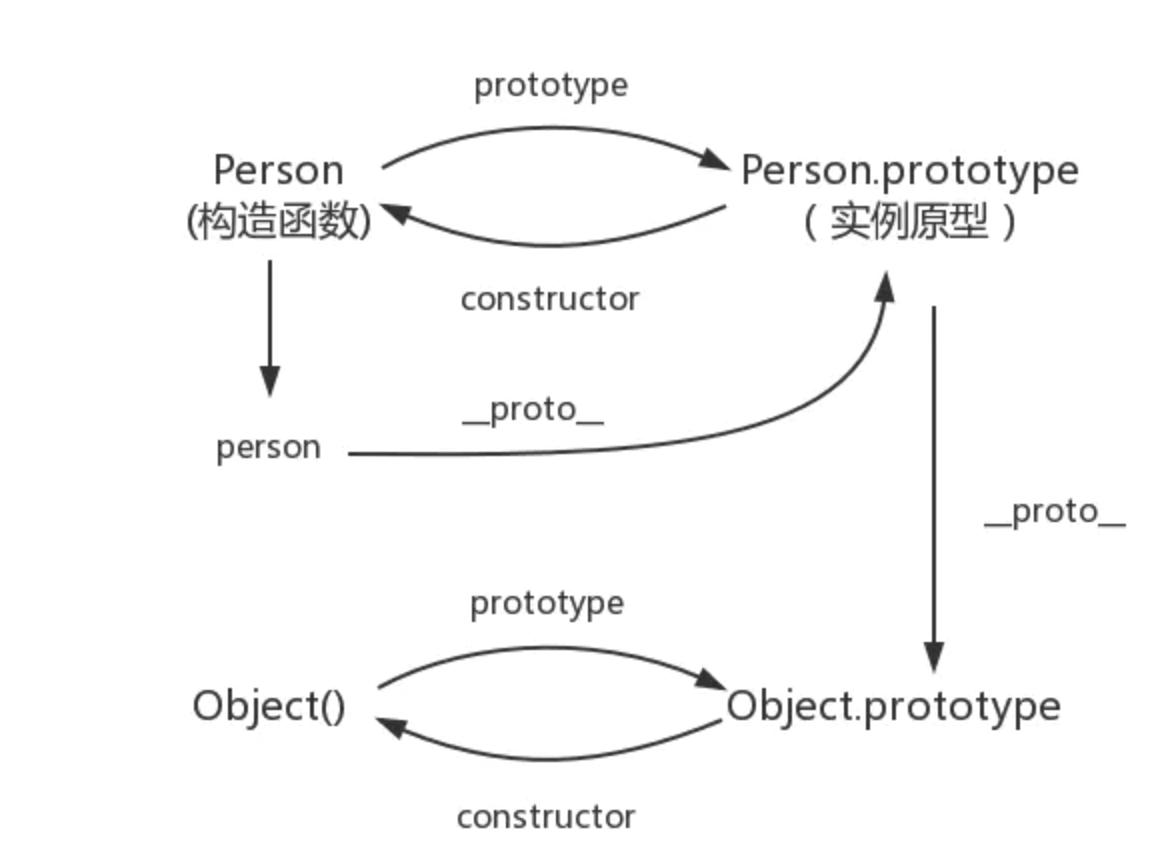 prototype
Person
(构造函数)
Person.prototype
（实例原型）
constructor
__proto__
person
__proto__
prototype
Object()
Object.prototype
constructor